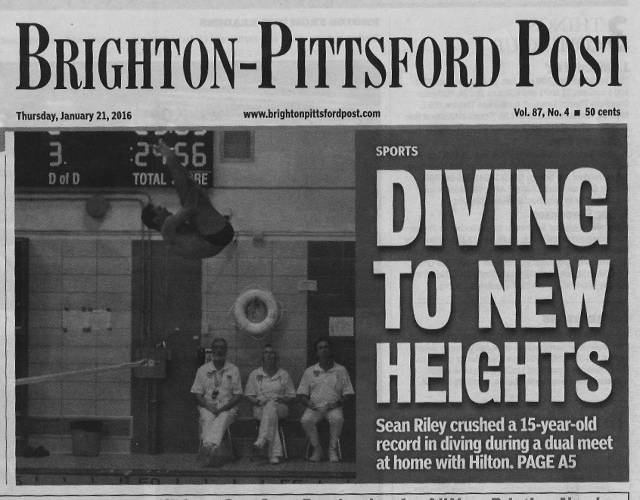 BRIGHTON-PITTSFORD POST
Thursday, January 21, 2016 www.brightonpittsfordpost.com Vol. 87, No. 4 ■ 50 cents
3. 24.56
D of D TOTAL
SPORTS
DIVING
TO NEW
HEIGHTS
Sean Riley crushed a 15-year-old
record in diving during a dual meet
at home with Hilton. PAGE A5